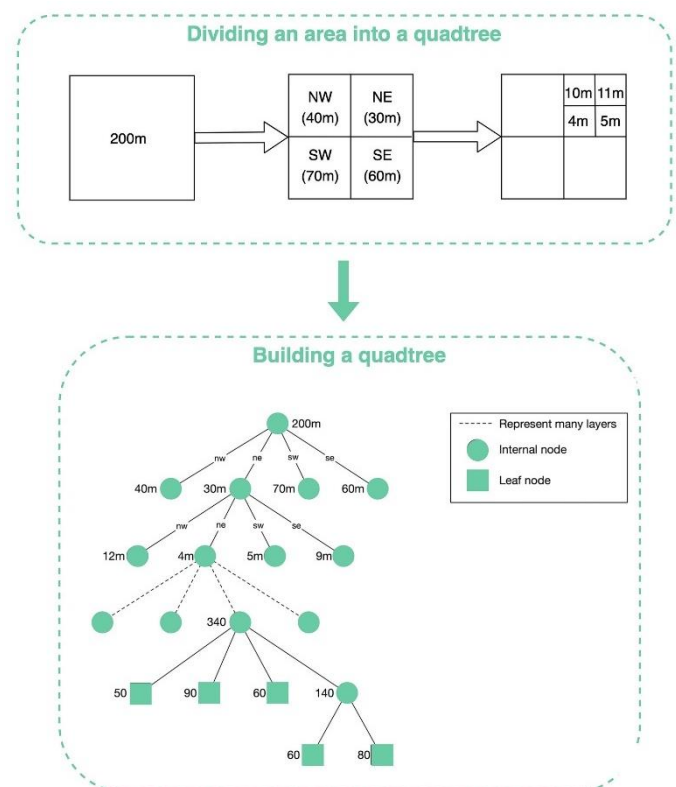 Dividing an area into a quadtree
200m
NW
(40m)
NE
(30m)
SW
(70m)
SE
(60m)
10m 11m
4m 5m
Building a quadtree
200m
nw ne sw se
40m 30m 70m 60m
nw ne sw se
12m 4m 5m 9m
340
50 90 60 140
60 80
Represent many layers
Internal node
Leaf node